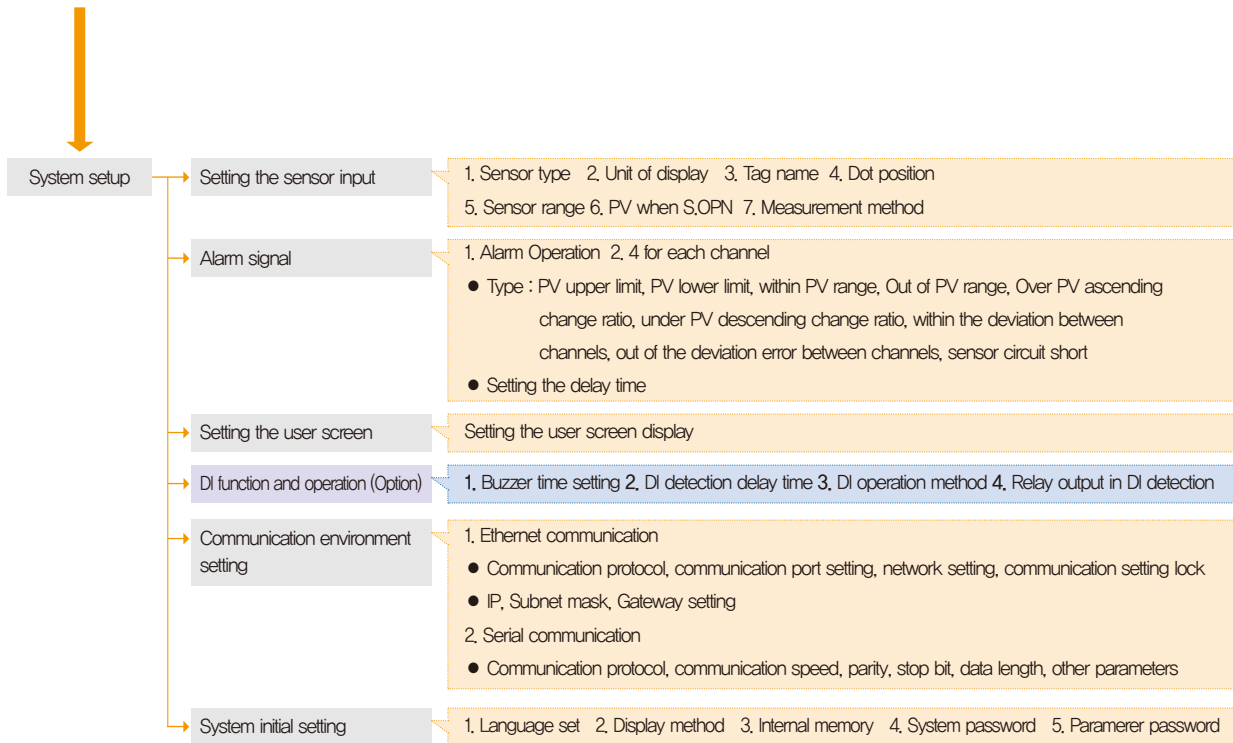 System setup
Setting the sensor input
1. Sensor type 2. Unit of display 3. Tag name 4. Dot position
5. Sensor range 6. PV when S.OPN 7. Measurement method
Alarm signal
1. Alarm Operation 2. 4 for each channel
● Type : PV upper limit, PV lower limit, within PV range, Out of PV range, Over PV ascending
change ratio, under PV descending change ratio, within the deviation between
channels, out of the deviation error between channels, sensor circuit short
● Setting the delay time
Setting the user screen
Setting the user screen display
DI function and operation (Option)
1. Buzzer time setting 2. DI detection delay time 3. DI operation method 4. Relay output in DI detection
Communication environment
setting
1. Ethernet communication
● Communication protocol, communication port setting, network setting, communication setting lock
● IP, Subnet mask, Gateway setting
2. Serial communication
● Communication protocol, communication speed, parity, stop bit, data length, other parameters
System initial setting
1. Language set 2. Display method 3. Internal memory 4. System password 5. Paramerer password